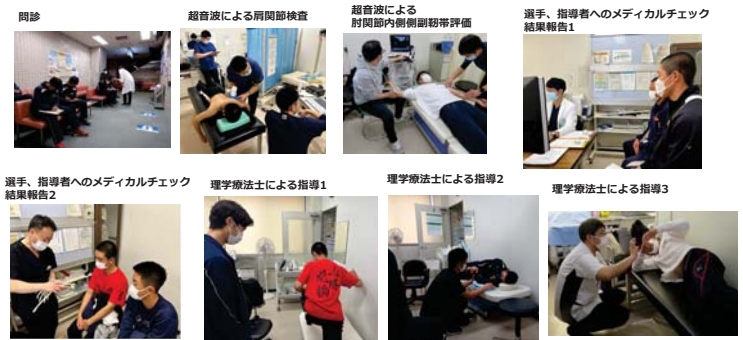 問診
超音波による肩関節検査
超音波による
肘関節内側側副靭帯評価
選手、指導者へのメディカルチェック
結果報告1
選手、指導者へのメディカルチェック
結果報告2
理学療法士による指導1
理学療法士による指導2
理学療法士による指導3